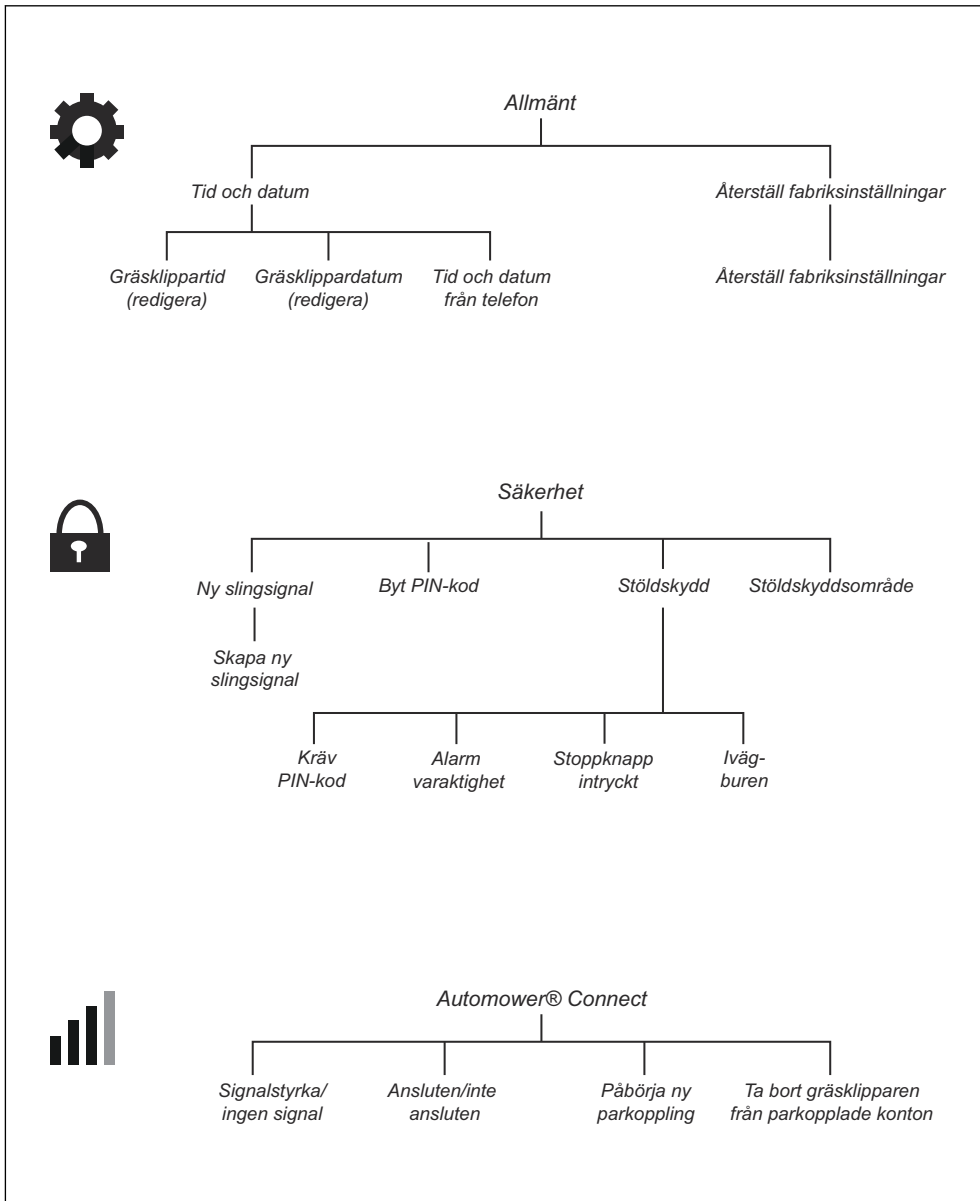 Allmänt
Tid och datum
Återställ fabriksinställningar
Gräsklippartid
(redigera)
Gräsklippardatum
(redigera)
Tid och datum
från telefon
Återställ fabriksinställningar
Säkerhet
Ny slingsignal
Byt PIN-kod
Stöldskydd
Stöldskyddsområde
Skapa ny
slingsignal
Kräv
PIN-kod
Alarm
varaktighet
Stoppknapp
intryckt
Iväg-
buren
Automower® Connect
Signalstyrka/
ingen signal
Ansluten/inte
ansluten
Påbörja ny
parkoppling
Ta bort gräsklipparen
från parkopplade konton